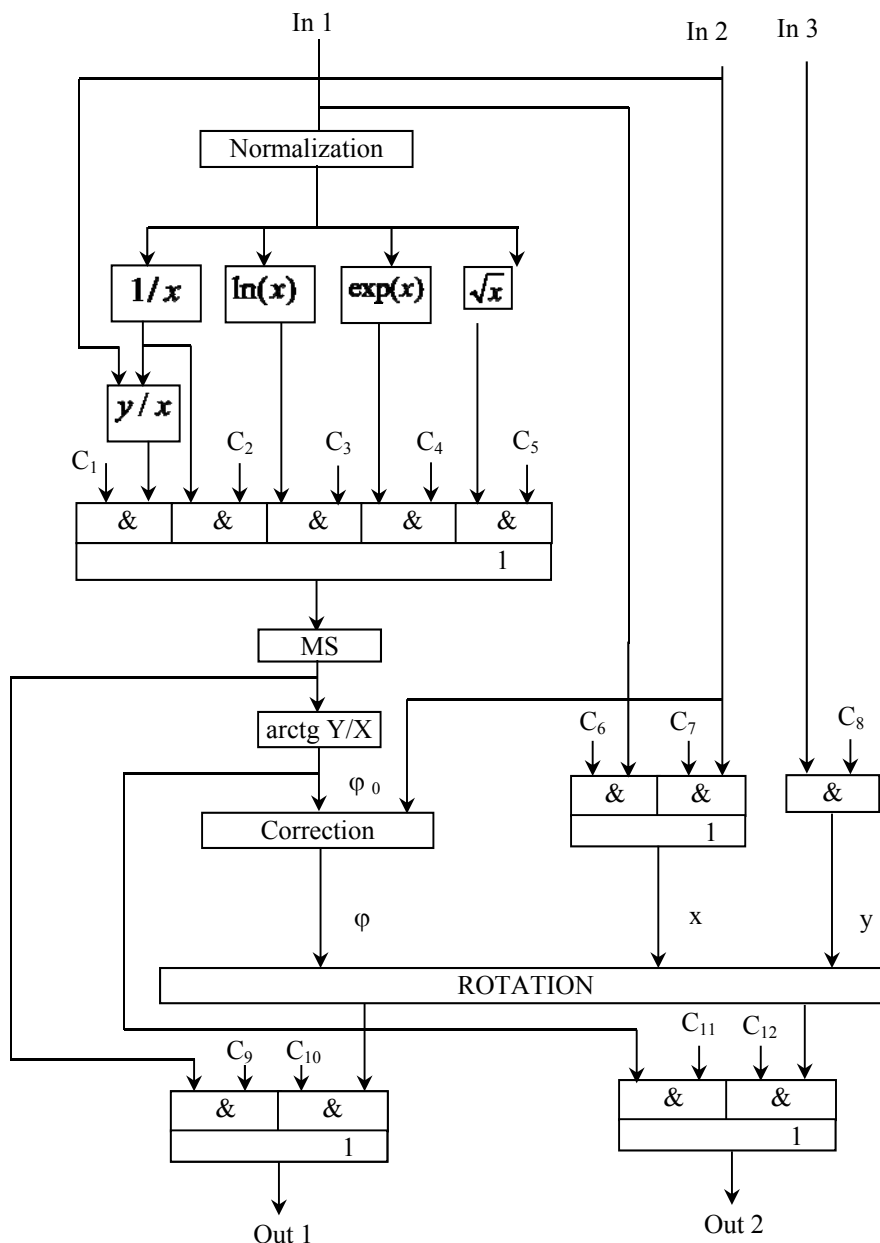 In 1
In 2
In 3
Normalization
1/x
ln(x)
exp(x)
√x
y/x
C₁
C₂
C₃
C₄
C₅
& & & & &
1
MS
arctg Y/X
φ ₀
C₆
C₇
C₈
& &
&
1
Correction
φ
x
y
ROTATION
C₉
C₁₀
C₁₁
C₁₂
& &
1
& &
1
Out 1
Out 2